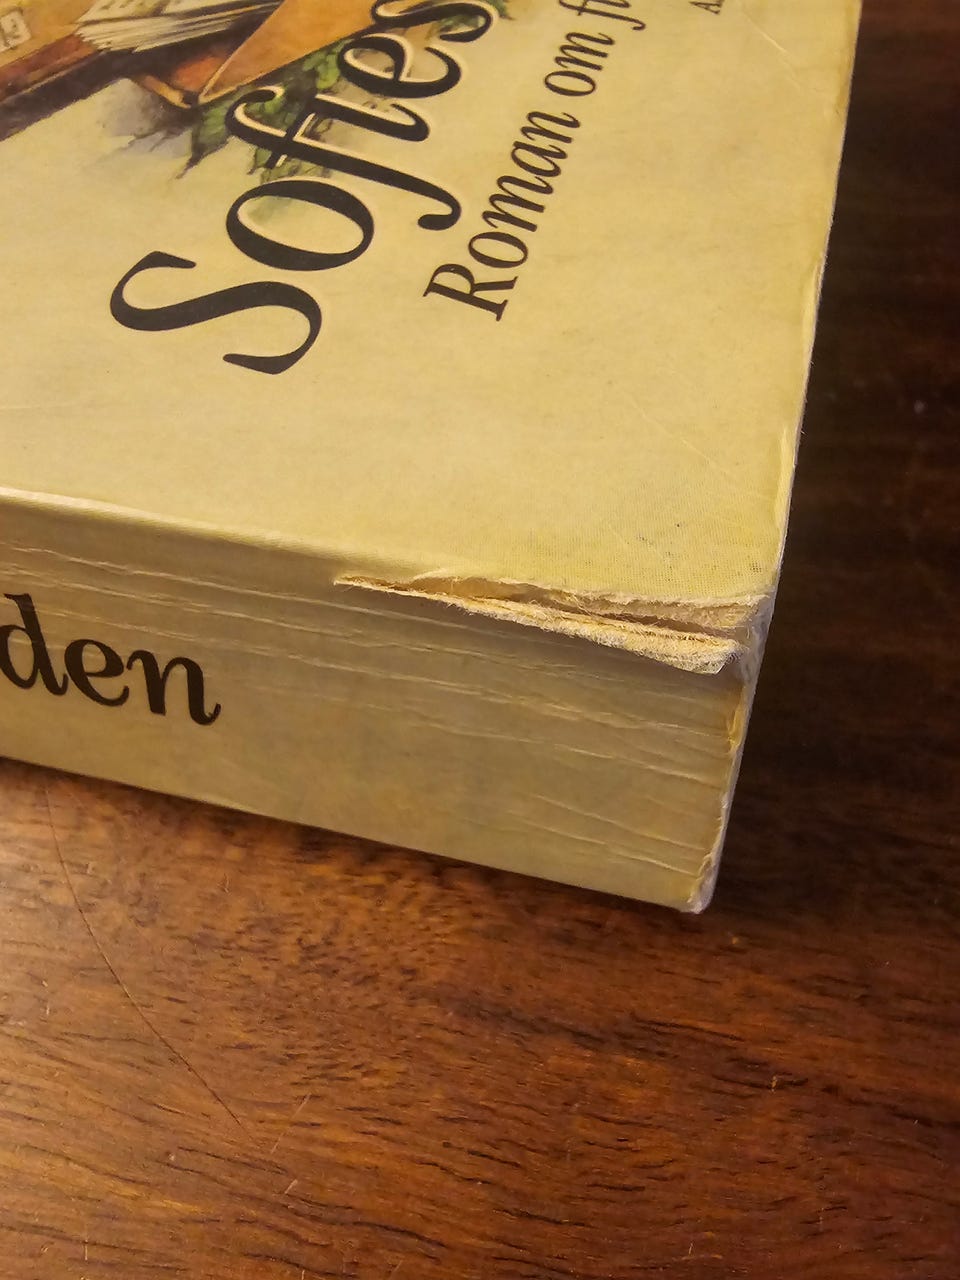 Sofies
Roman om
den